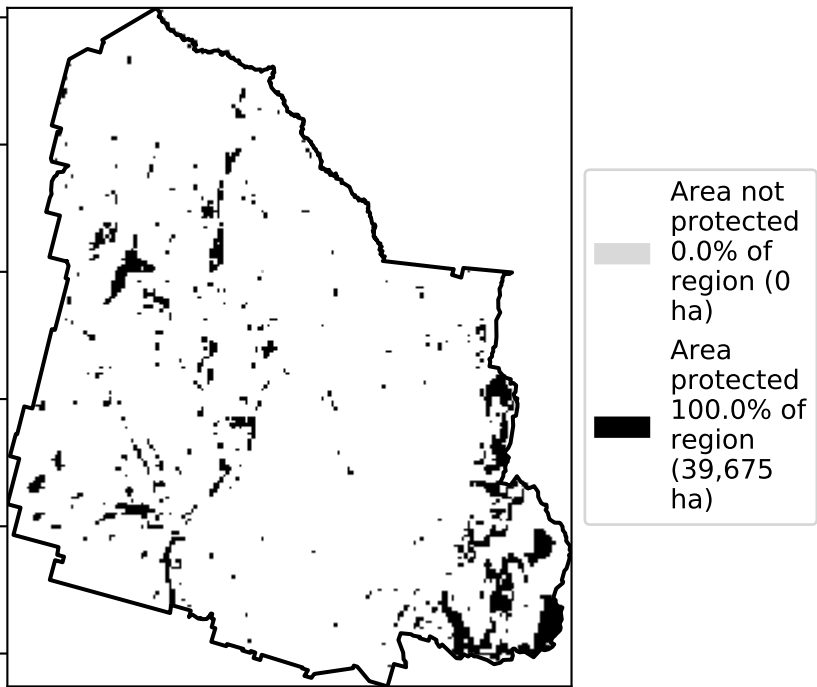 Area not
protected
0.0% of
region (0
ha)
Area
protected
100.0% of
region
(39,675
ha)